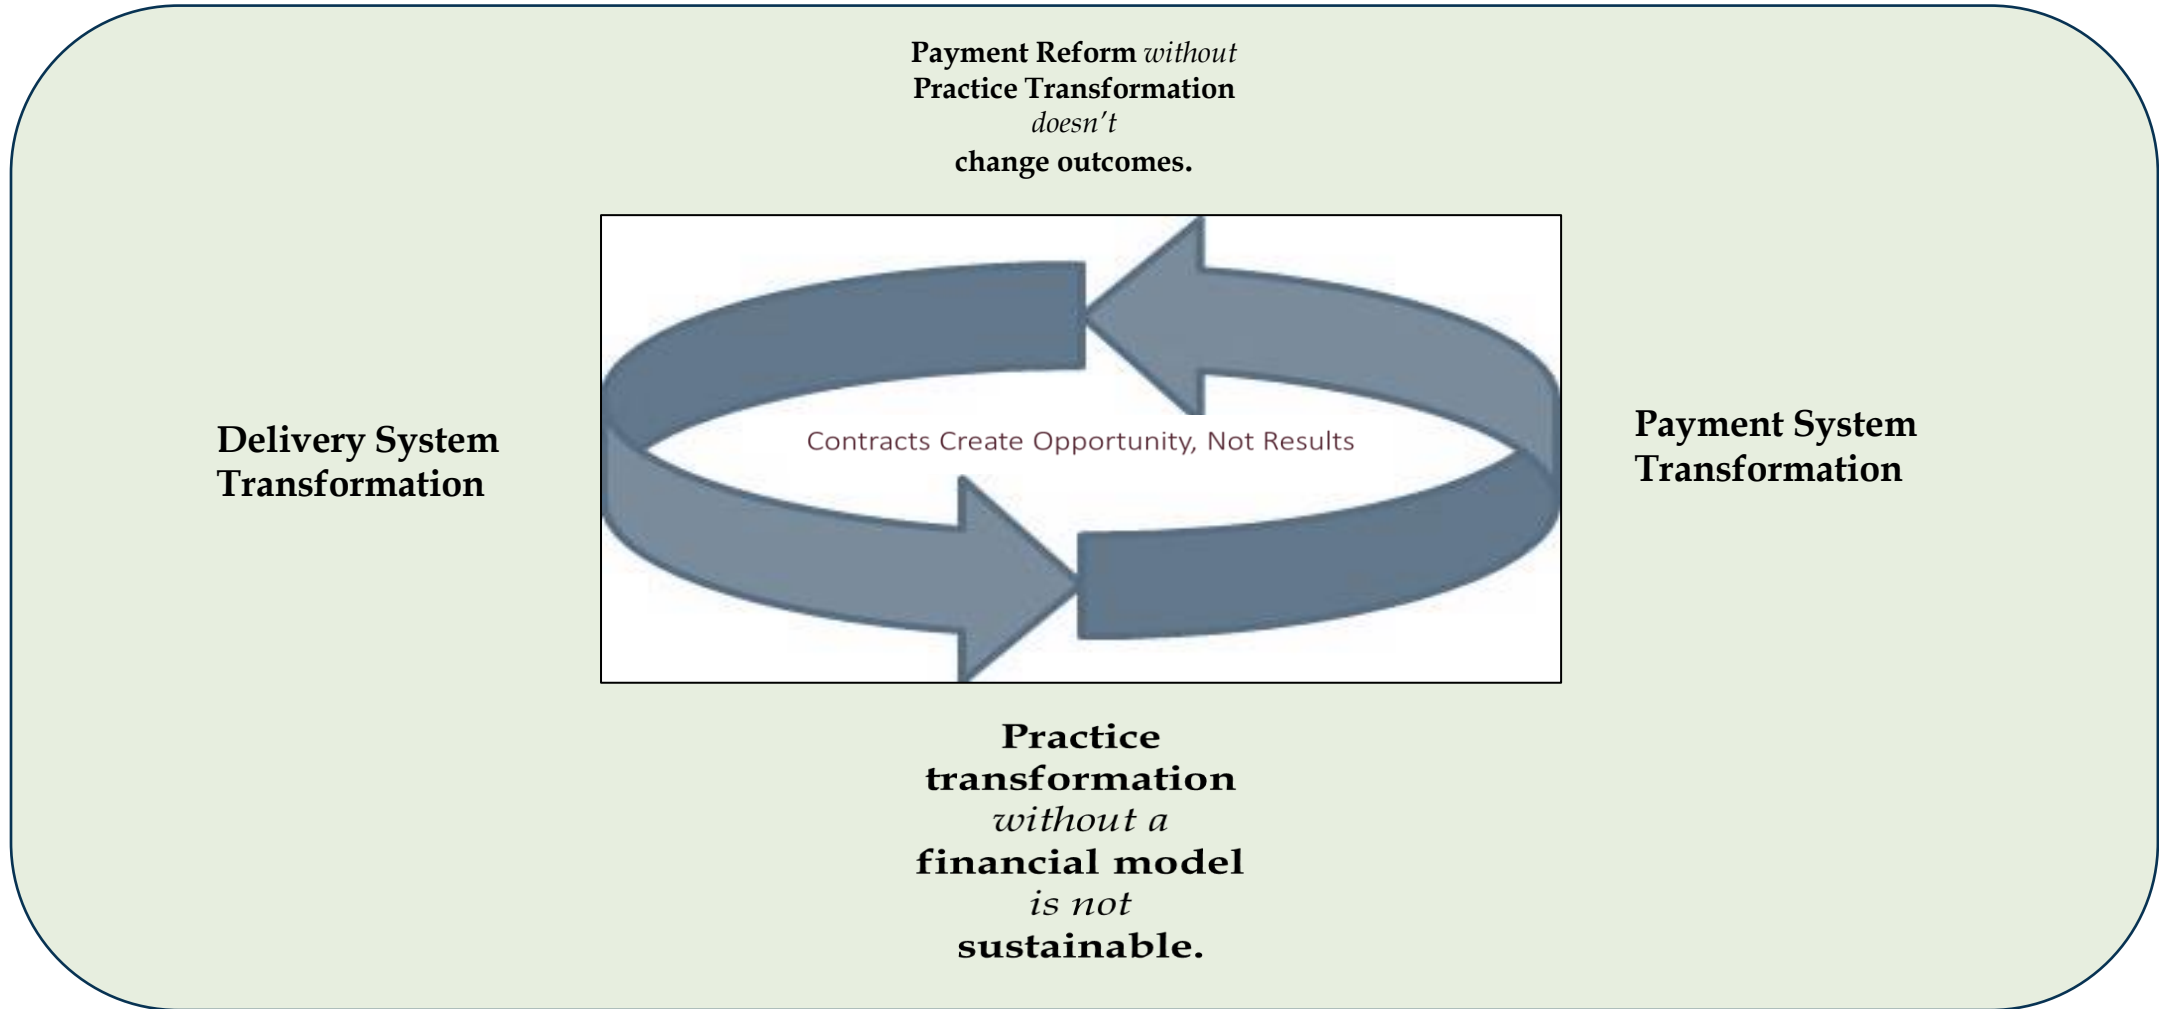 Payment Reform without
Practice Transformation
doesn’t
change outcomes.
Delivery System
Transformation
Contracts Create Opportunity, Not Results
Payment System
Transformation
Practice
transformation
without a
financial model
is not
sustainable.